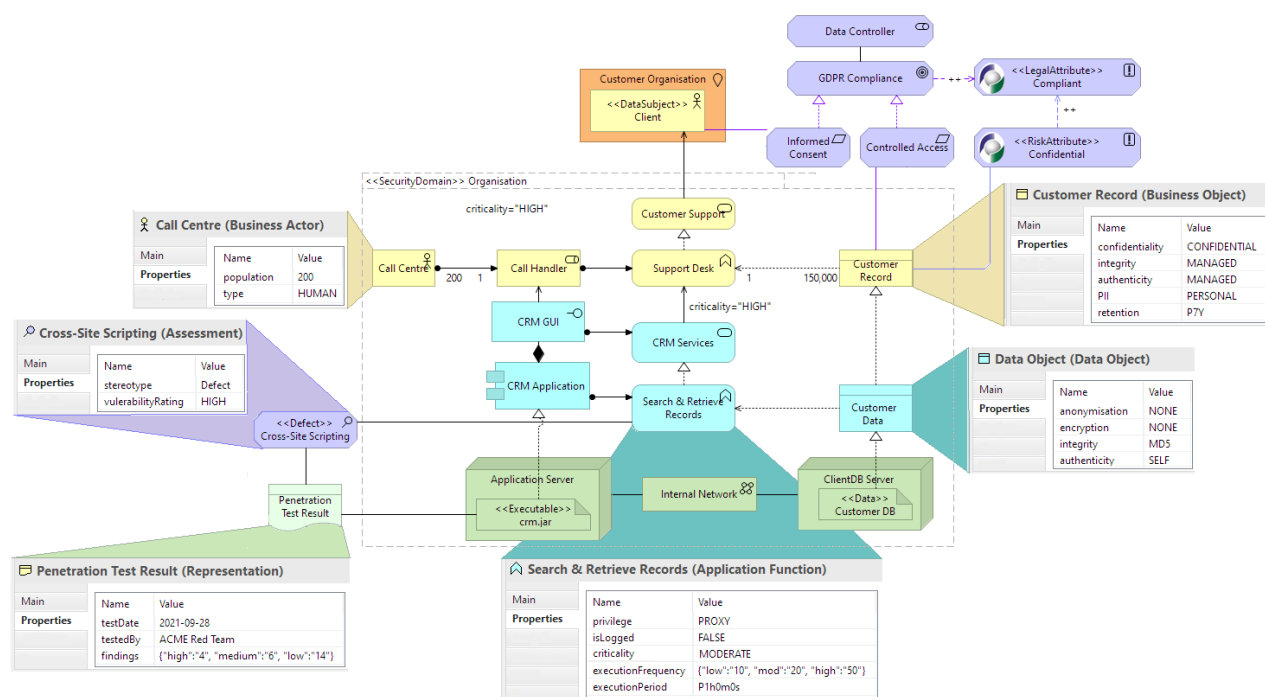 Data Controller
GDPR Compliance
++
<<LegalAttribute>>
Compliant
++
Customer Organisation
<<DataSubject>>
Client
Informed
Consent
Controlled Access
<<RiskAttribute>>
Confidential
<<SecurityDomain>> Organisation
criticality="HIGH"
Customer Support
Call Centre (Business Actor)
Main
Properties
Name Value
population 200
type HUMAN
Call Centre
200 1
Call Handler
Support Desk
1 150,000
Customer
Record
Customer Record (Business Object)
Main
Properties
Name Value
confidentiality CONFIDENTIAL
integrity MANAGED
authenticity MANAGED
PII PERSONAL
retention P7Y
criticality="HIGH"
CRM GUI
CRM Services
Cross-Site Scripting (Assessment)
Main
Properties
Name Value
stereotype Defect
vulerabilityRating HIGH
CRM Application
Search & Retrieve
Records
Customer
Data
Data Object (Data Object)
Main
Properties
Name Value
anonymisation NONE
encryption NONE
integrity MD5
authenticity SELF
<<Defect>>
Cross-Site Scripting
Application Server
<<Executable>>
crm.jar
Internal Network
ClientDB Server
<<Data>>
Customer DB
Penetration
Test Result
Penetration Test Result (Representation)
Main
Properties
Name Value
testDate 2021-09-28
testedBy ACME Red Team
findings {"high":"4", "medium":"6", "low":"14"}
Search & Retrieve Records (Application Function)
Main
Properties
Name Value
privilege PROXY
isLogged FALSE
criticality MODERATE
executionFrequency {"low":"10", "mod":"20", "high":"50"}
executionPeriod P1h0m0s